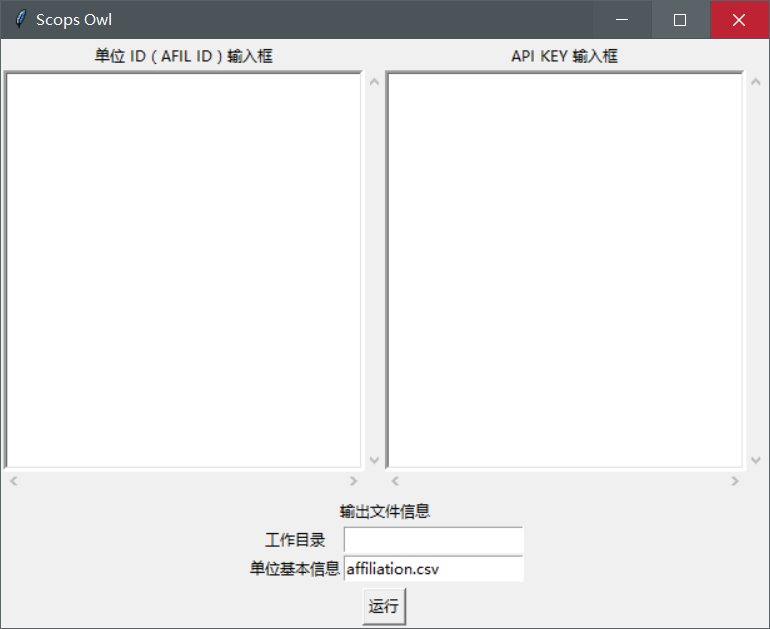 Scops Owl
单位 ID ( AFIL ID ) 输入框
API KEY 输入框
输出文件信息
工作目录
单位基本信息 affiliation.csv
运行